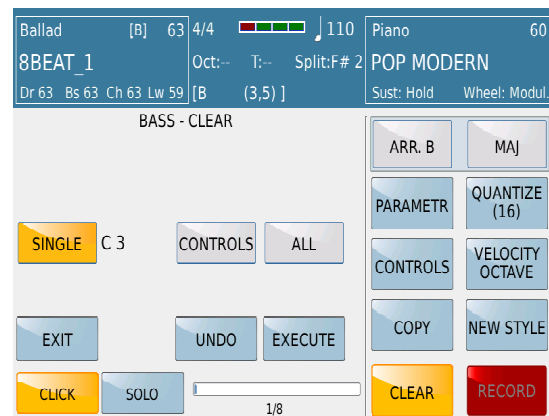 Ballad [B] 63 4/4 110 Piano 60
8BEAT_1 Oct:-- T:-- Split:F# 2 POP MODERN
Dr 63 Bs 63 Ch 63 Lw 59 [B (3,5) ] Sust: Hold Wheel: Modul.
BASS - CLEAR
ARR. B MAJ
PARAMETR QUANTIZE
(16)
SINGLE C 3 CONTROLS ALL
CONTROLS VELOCITY
OCTAVE
EXIT UNDO EXECUTE
COPY NEW STYLE
CLICK SOLO 1/8
CLEAR RECORD